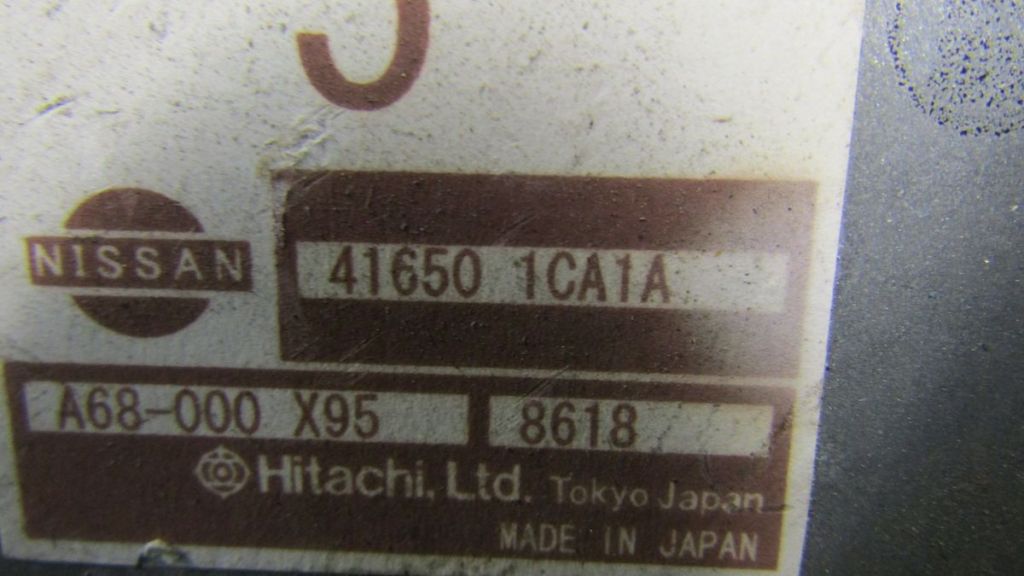 J
NISSAN
41650 1CA1A
A68-000 X95 8618
Hitachi, Ltd. Tokyo Japan
MADE IN JAPAN